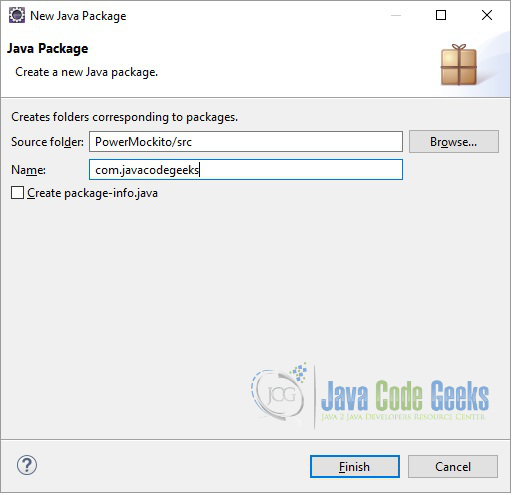 New Java Package
Java Package
Create a new Java package.
Creates folders corresponding to packages.
Source folder: PowerMockito/src Browse...
Name: com.javacodegeeks
Create package-info.java
JCG Java Code Geeks
JAVA 2 JAVA DEVELOPERS RESOURCE CENTER
? Finish Cancel